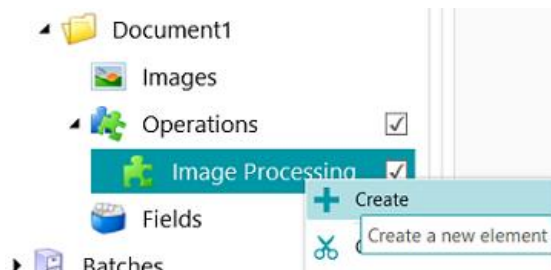 Document1
Images
Operations
Image Processing
Create
Fields
Create a new element
Batches